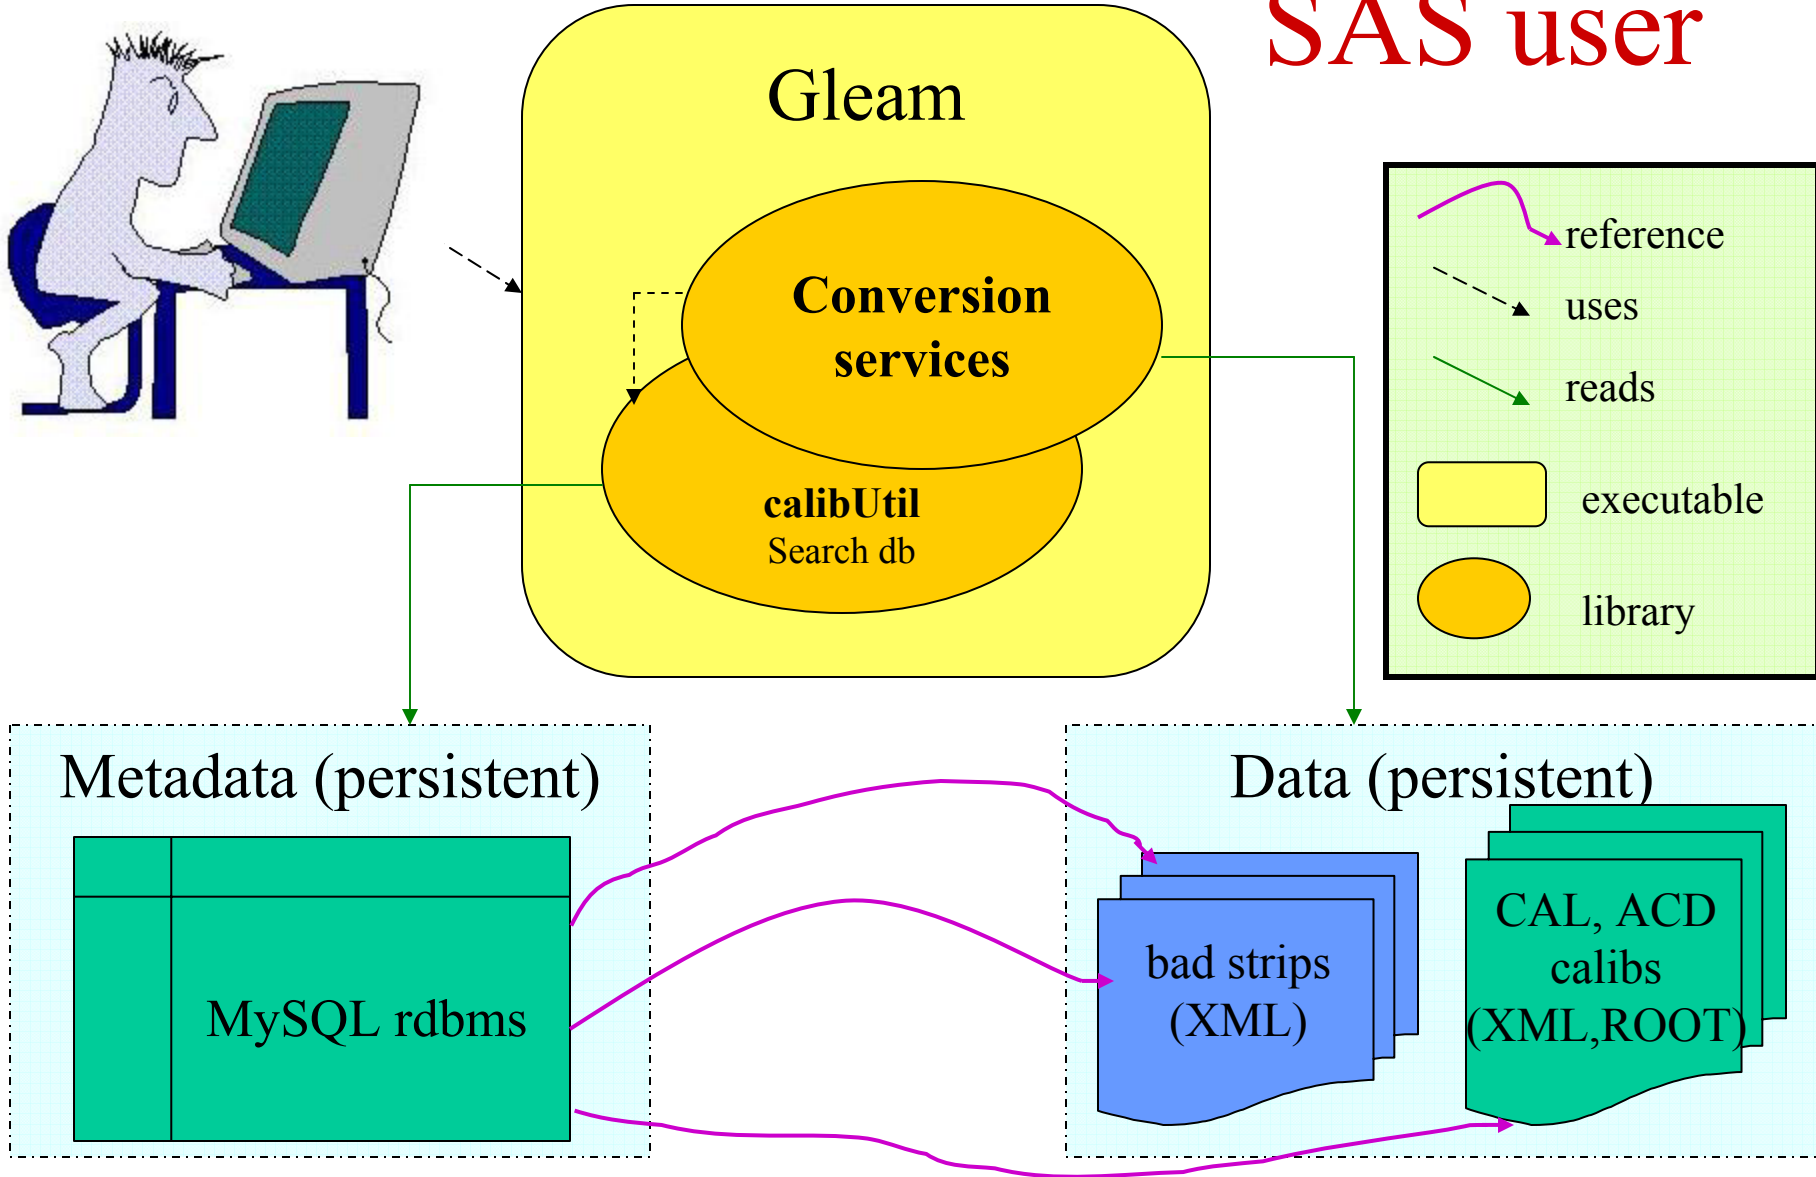 SAS user
Gleam
Conversion
services
calibUtil
Search db
reference
uses
reads
executable
library
Metadata (persistent)
MySQL rdbms
Data (persistent)
bad strips
(XML)
CAL, ACD
calibs
(XML,ROOT)